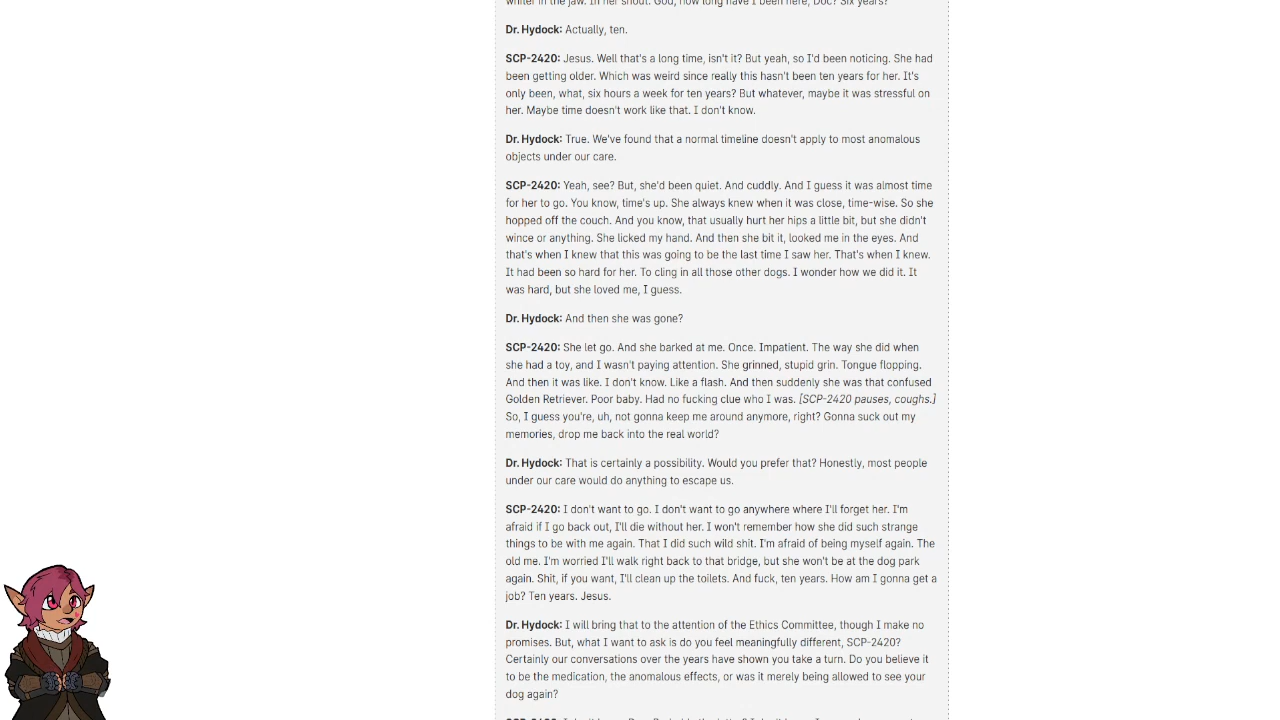 whiter in the jaw. In her snout. God, how long have I been here, Doc? Six years?
Dr. Hydock: Actually, ten.
SCP-2420: Jesus. Well that's a long time, isn't it? But yeah, so I'd been noticing. She had
been getting older. Which was weird since really this hasn't been ten years for her. It's
only been, what, six hours a week for ten years? But whatever, maybe it was stressful on
her. Maybe time doesn't work like that. I don't know.
Dr. Hydock: True. We've found that a normal timeline doesn't apply to most anomalous
objects under our care.
SCP-2420: Yeah, see? But, she'd been quiet. And cuddly. And I guess it was almost time
for her to go. You know, time's up. She always knew when it was close, time-wise. So she
hopped off the couch. And you know, that usually hurt her hips a little bit, but she didn't
wince or anything. She licked my hand. And then she bit it, looked me in the eyes. And
that's when I knew that this was going to be the last time I saw her. That's when I knew.
It had been so hard for her. To cling in all those other dogs. I wonder how we did it. It
was hard, but she loved me, I guess.
Dr. Hydock: And then she was gone?
SCP-2420: She let go. And she barked at me. Once. Impatient. The way she did when
she had a toy, and I wasn't paying attention. She grinned, stupid grin. Tongue flopping.
And then it was like. I don't know. Like a flash. And then suddenly she was that confused
Golden Retriever. Poor baby. Had no fucking clue who I was. [SCP-2420 pauses, coughs.]
So, I guess you're, uh, not gonna keep me around anymore, right? Gonna suck out my
memories, drop me back into the real world?
Dr. Hydock: That is certainly a possibility. Would you prefer that? Honestly, most people
under our care would do anything to escape us.
SCP-2420: I don't want to go. I don't want to go anywhere where I'll forget her. I'm
afraid if I go back out, I'll die without her. I won't remember how she did such strange
things to be with me again. That I did such wild shit. I'm afraid of being myself again. The
old me. I'm worried I'll walk right back to that bridge, but she won't be at the dog park
again. Shit, if you want, I'll clean up the toilets. And fuck, ten years. How am I gonna get a
job? Ten years. Jesus.
Dr. Hydock: I will bring that to the attention of the Ethics Committee, though I make no
promises. But, what I want to ask is do you feel meaningfully different, SCP-2420?
Certainly our conversations over the years have shown you take a turn. Do you believe it
to be the medication, the anomalous effects, or was it merely being allowed to see your
dog again?